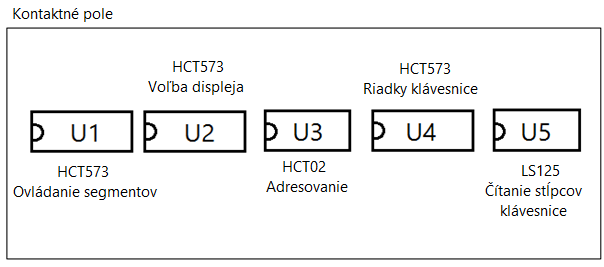 Kontaktné pole
HCT573
Voľba displeja
HCT573
Riadky klávesnice
U1
U2
U3
U4
U5
HCT573
Ovládanie segmentov
HCT02
Adresovanie
LS125
Čítanie stĺpcov
klávesnice